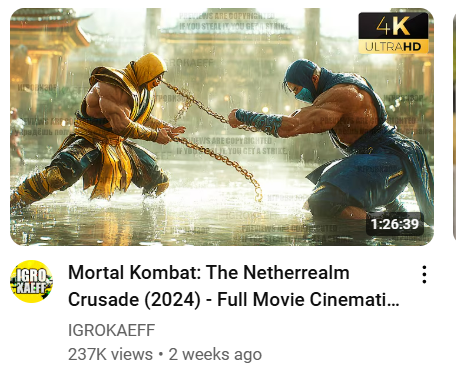 4K
ULTRAHD
IGROKAEFF
1:26:39
IGRO
KAEFF
Mortal Kombat: The Netherrealm
Crusade (2024) - Full Movie Cinemati...
IGROKAEFF
237K views • 2 weeks ago